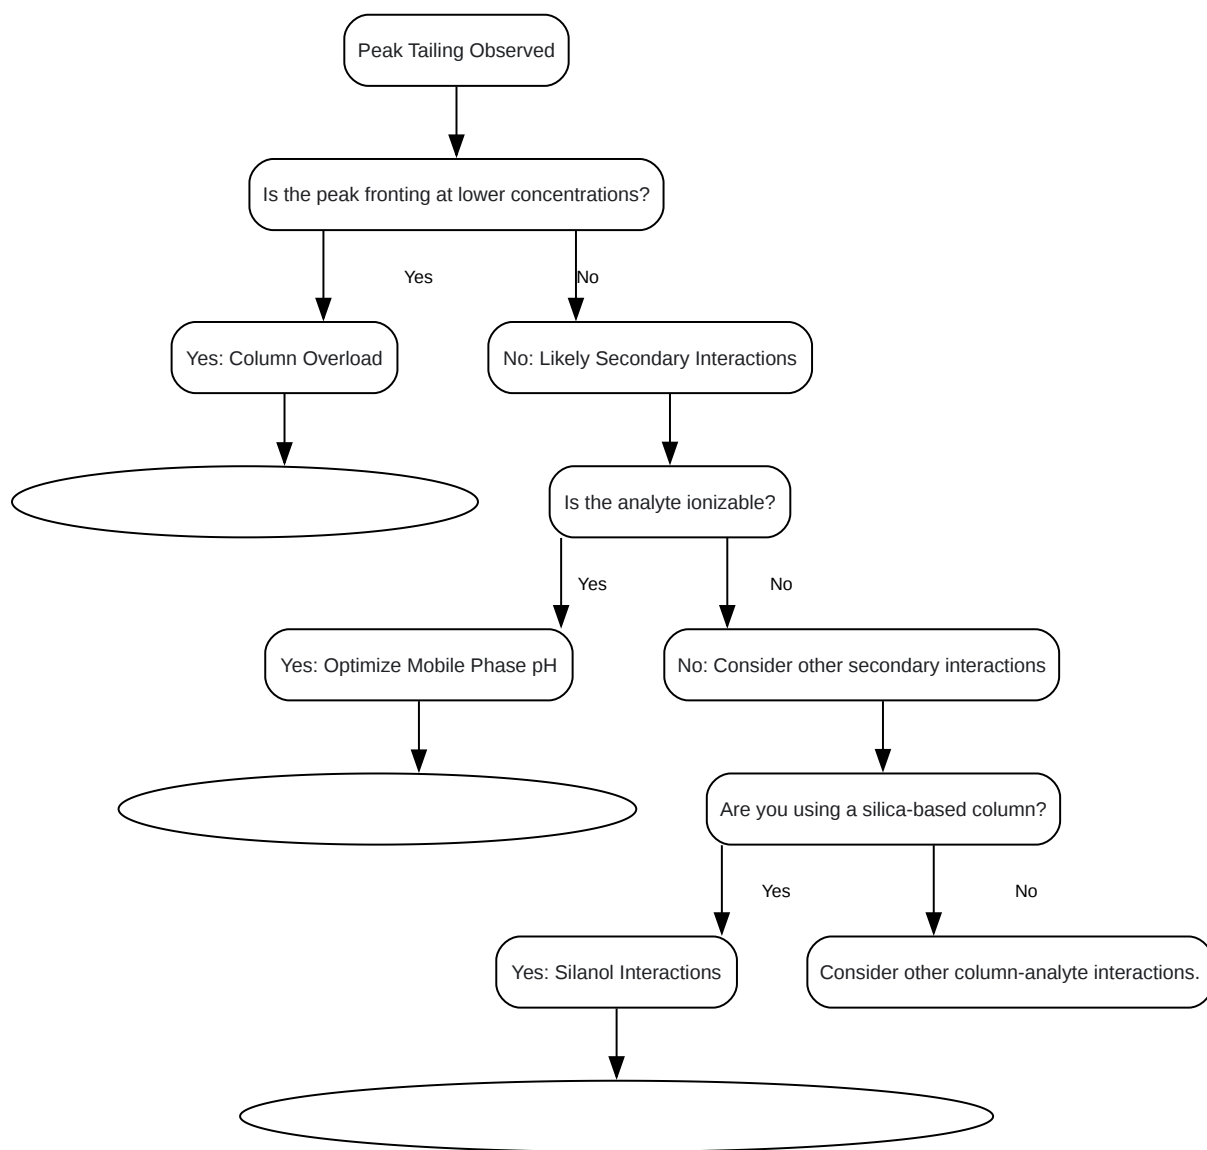 Peak Tailing Observed
Is the peak fronting at lower concentrations?
Yes
No
Yes: Column Overload
No: Likely Secondary Interactions
Is the analyte ionizable?
Yes
No
Yes: Optimize Mobile Phase pH
No: Consider other secondary interactions
Are you using a silica-based column?
Yes
No
Yes: Silanol Interactions
Consider other column-analyte interactions.